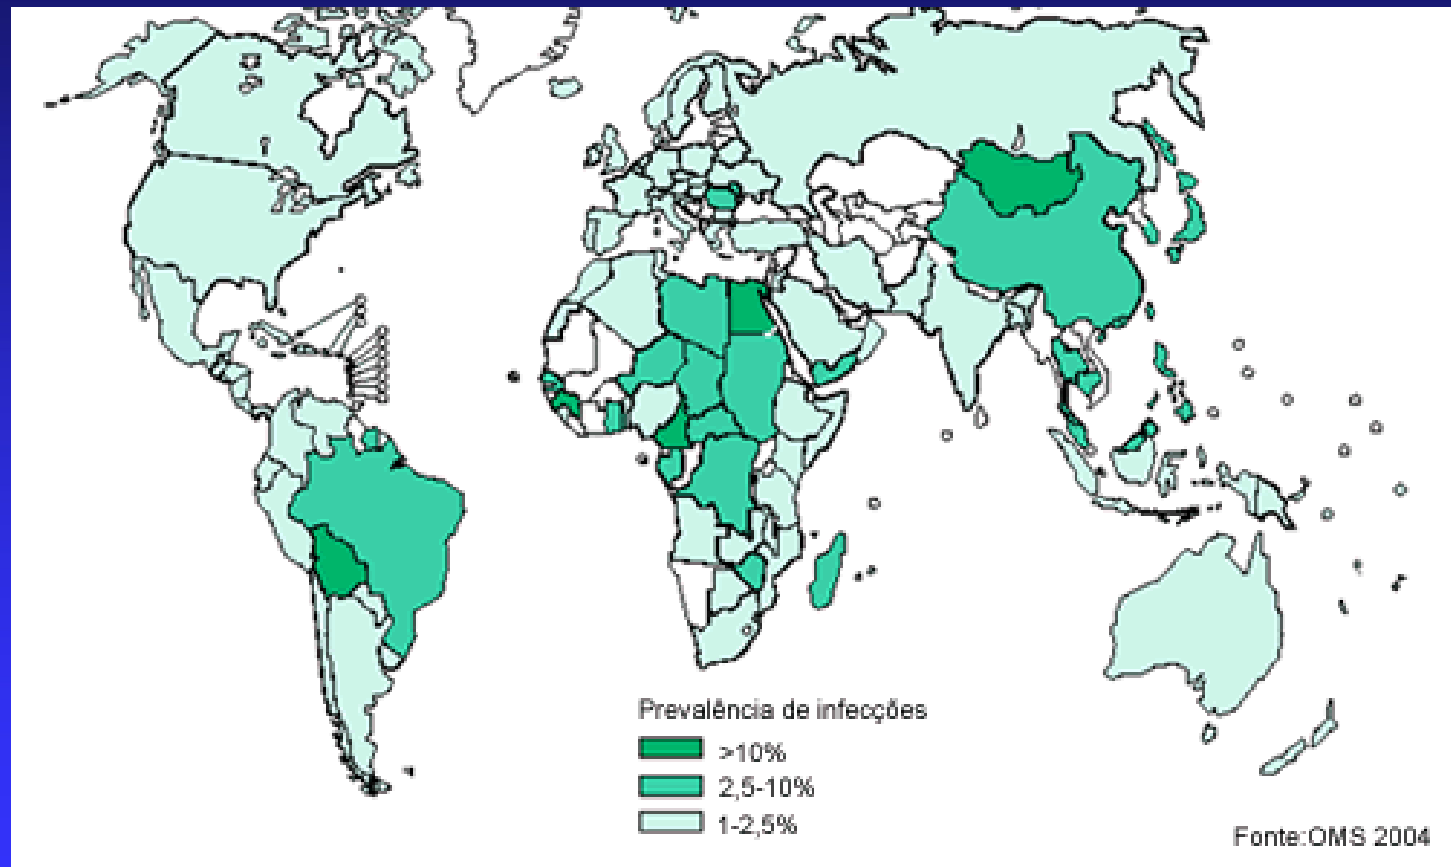 Prevalência de infecções
>10%
2,5-10%
1-2,5%
Fonte:OMS 2004